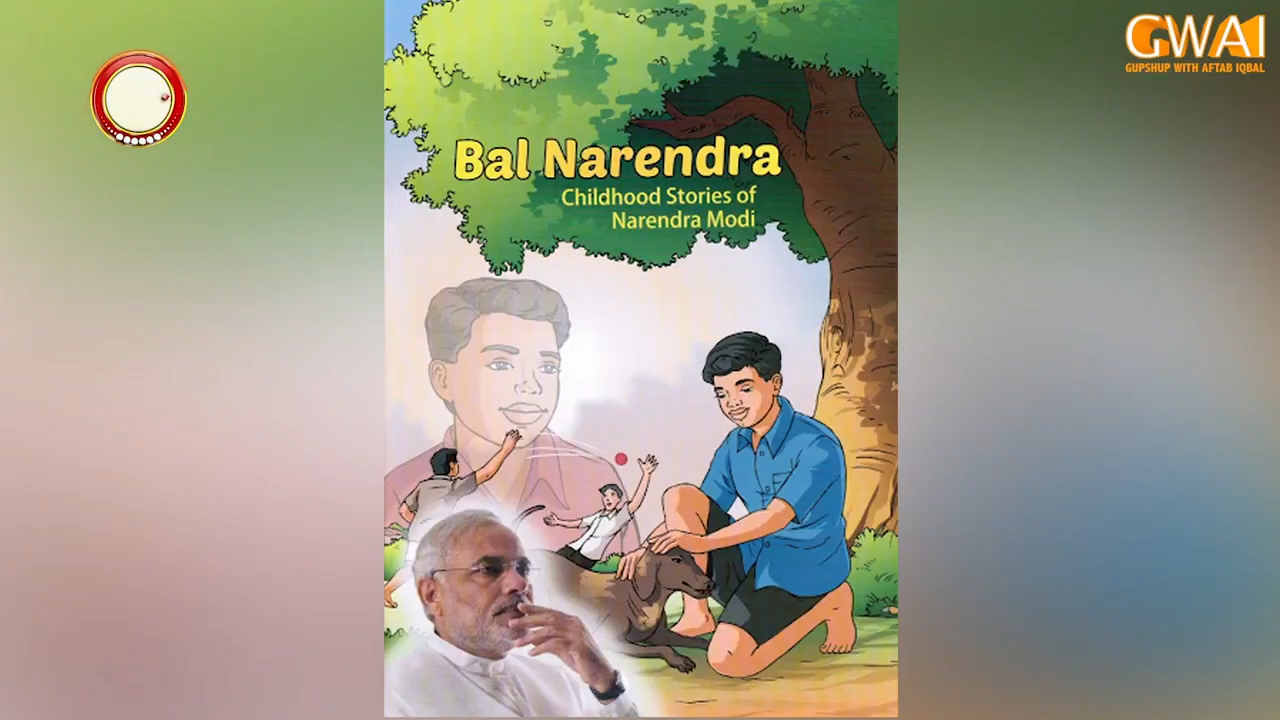 GWAI
GUPSHUP WITH AFTAB IQBAL
Bal Narendra
Childhood Stories of
Narendra Modi